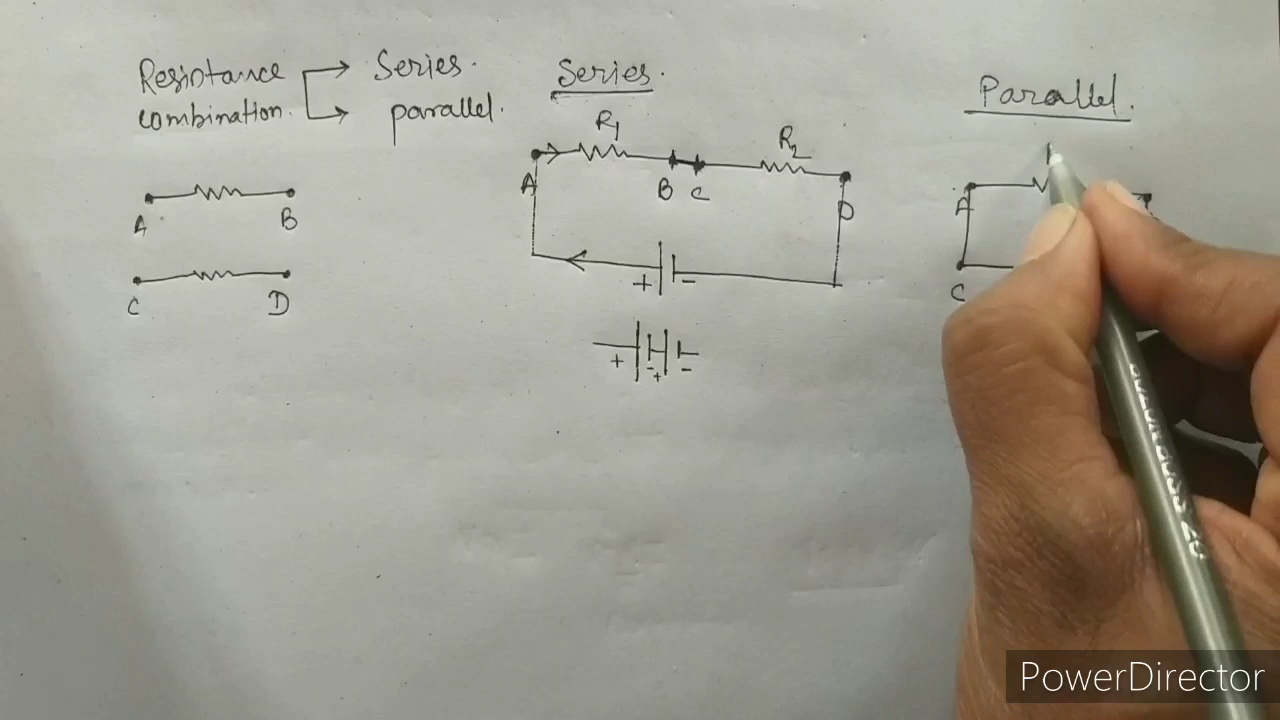 Resistance
combination.
Series.
parallel.
A
B
C
D
Series.
R1
R2
A
B
C
D
+
-
+
- +
-
Parallel.
A
C
PowerDirector